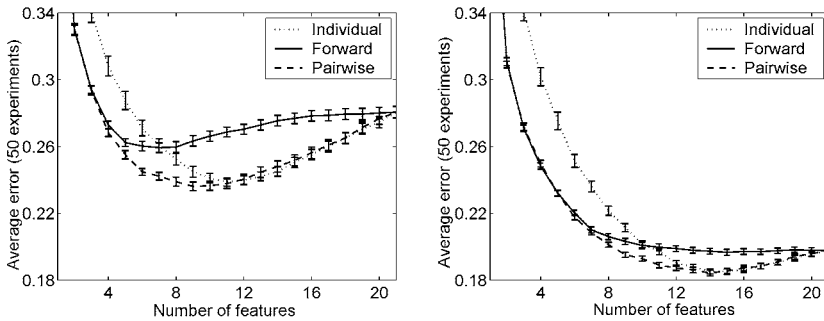 0.34
0.3
0.26
0.22
0.18
Average error (50 experiments)
4 8 12 16 20
Number of features
Individual
Forward
Pairwise
0.34
0.3
0.26
0.22
0.18
Average error (50 experiments)
4 8 12 16 20
Number of features
Individual
Forward
Pairwise